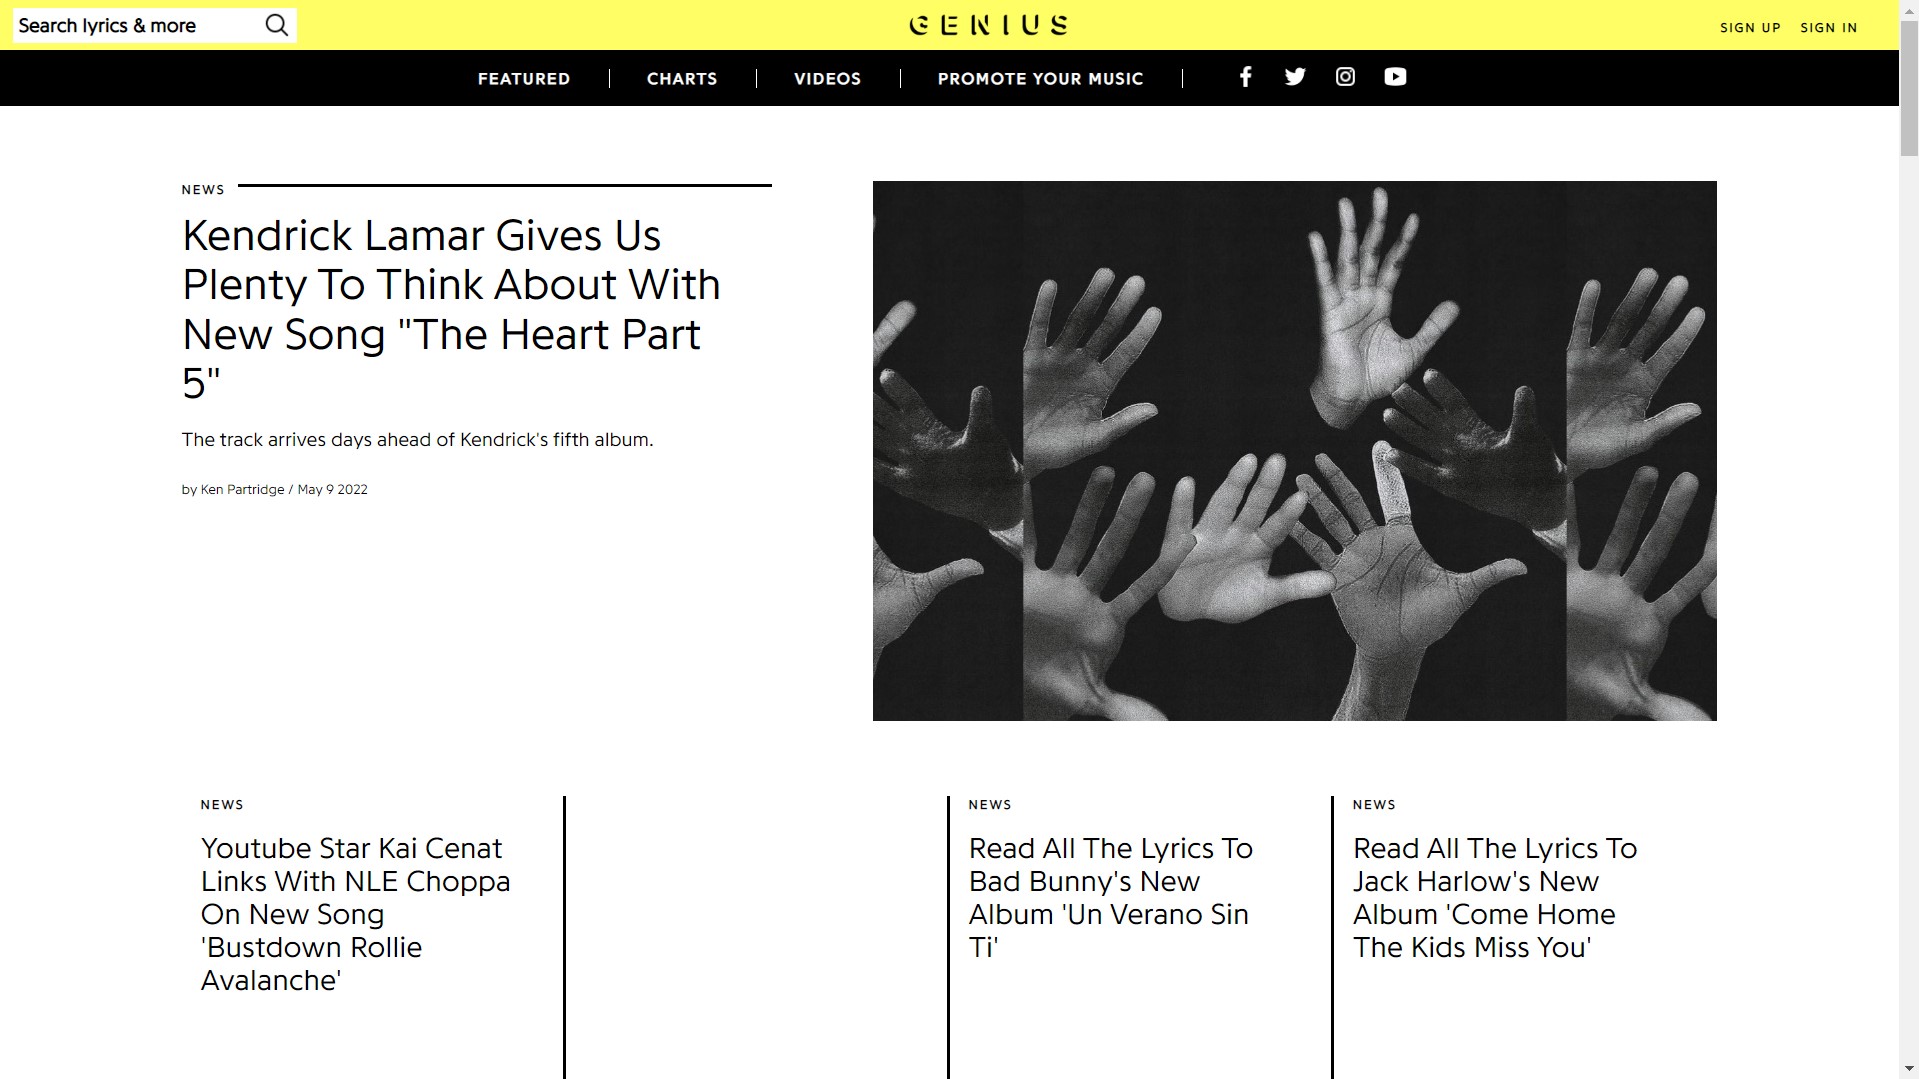 Search lyrics & more
GENIUS
SIGN UP
SIGN IN
FEATURED
CHARTS
VIDEOS
PROMOTE YOUR MUSIC
NEWS
Kendrick Lamar Gives Us
Plenty To Think About With
New Song "The Heart Part
5"
The track arrives days ahead of Kendrick's fifth album.
by Ken Partridge / May 9 2022
NEWS
Youtube Star Kai Cenat
Links With NLE Choppa
On New Song
'Bustdown Rollie
Avalanche'
NEWS
Read All The Lyrics To
Bad Bunny's New
Album 'Un Verano Sin
Ti'
NEWS
Read All The Lyrics To
Jack Harlow's New
Album 'Come Home
The Kids Miss You'